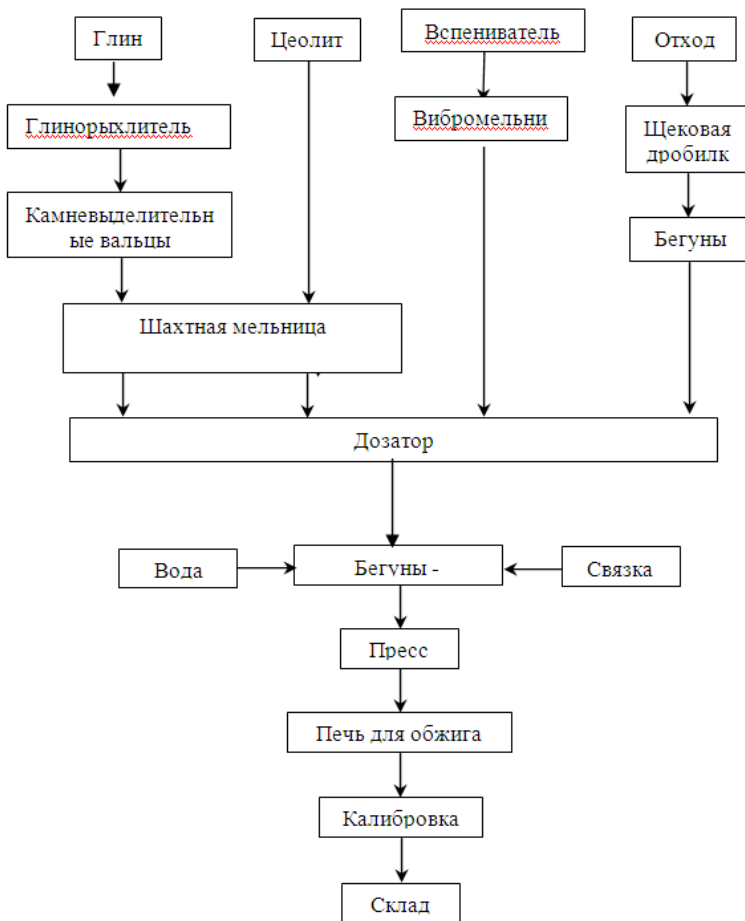 Глин
Цеолит
Вспениватель
Отход
Глинорыхлитель
Вибромельни
Щековая
дробилк
Камневыделительн
ые вальцы
Бегуны
Шахтная мельница
Дозатор
Вода
Бегуны -
Связка
Пресс
Печь для обжига
Калибровка
Склад